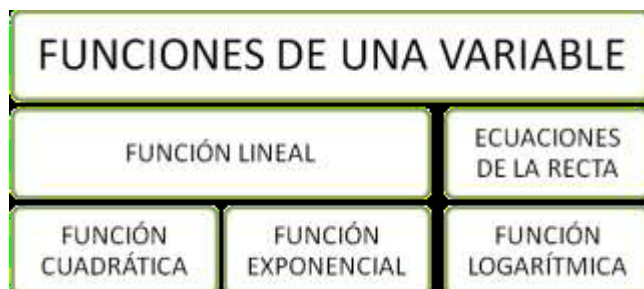 FUNCIONES DE UNA VARIABLE
FUNCIÓN LINEAL
ECUACIONES
DE LA RECTA
FUNCIÓN
CUADRÁTICA
FUNCIÓN
EXPONENCIAL
FUNCIÓN
LOGARÍTMICA